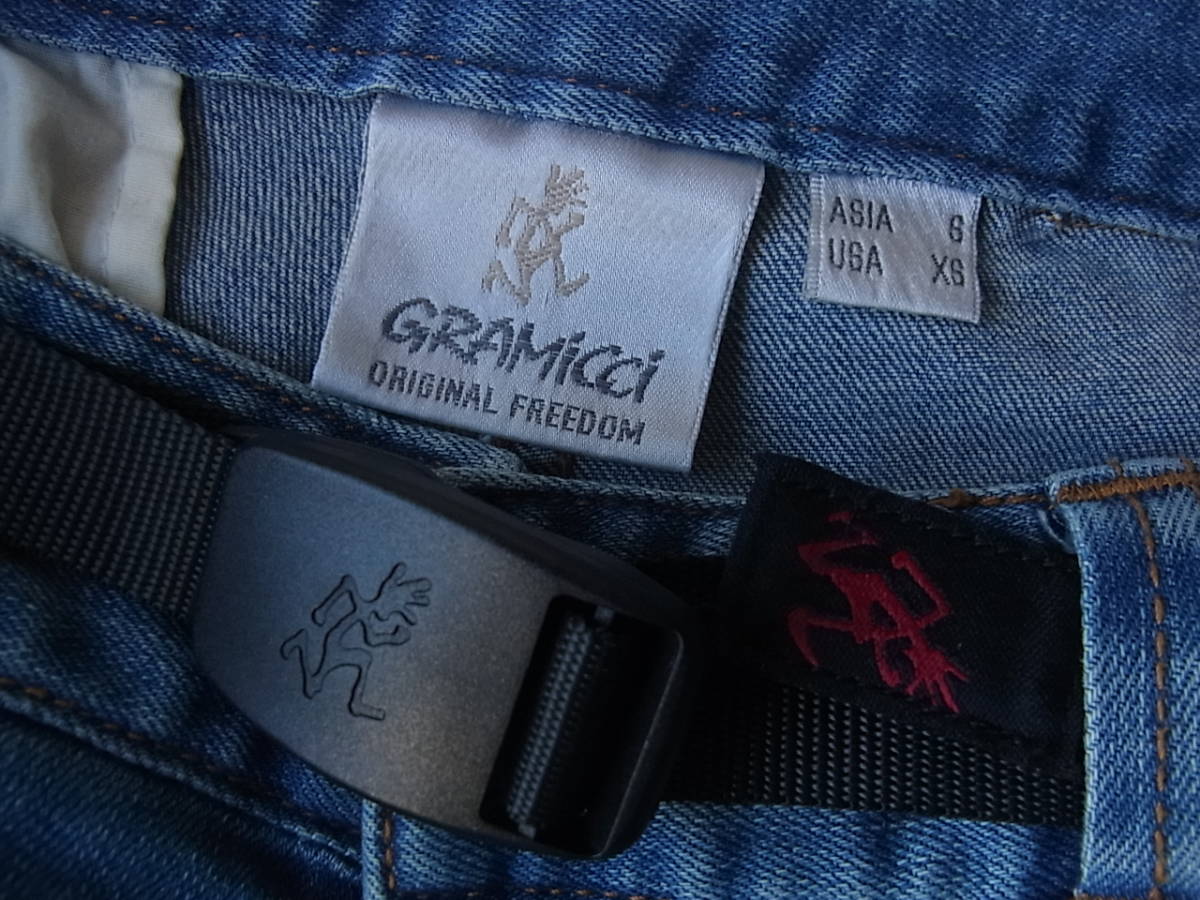 GRAMiCCi
ORIGINAL FREEDOM
ASIA S
USA XS